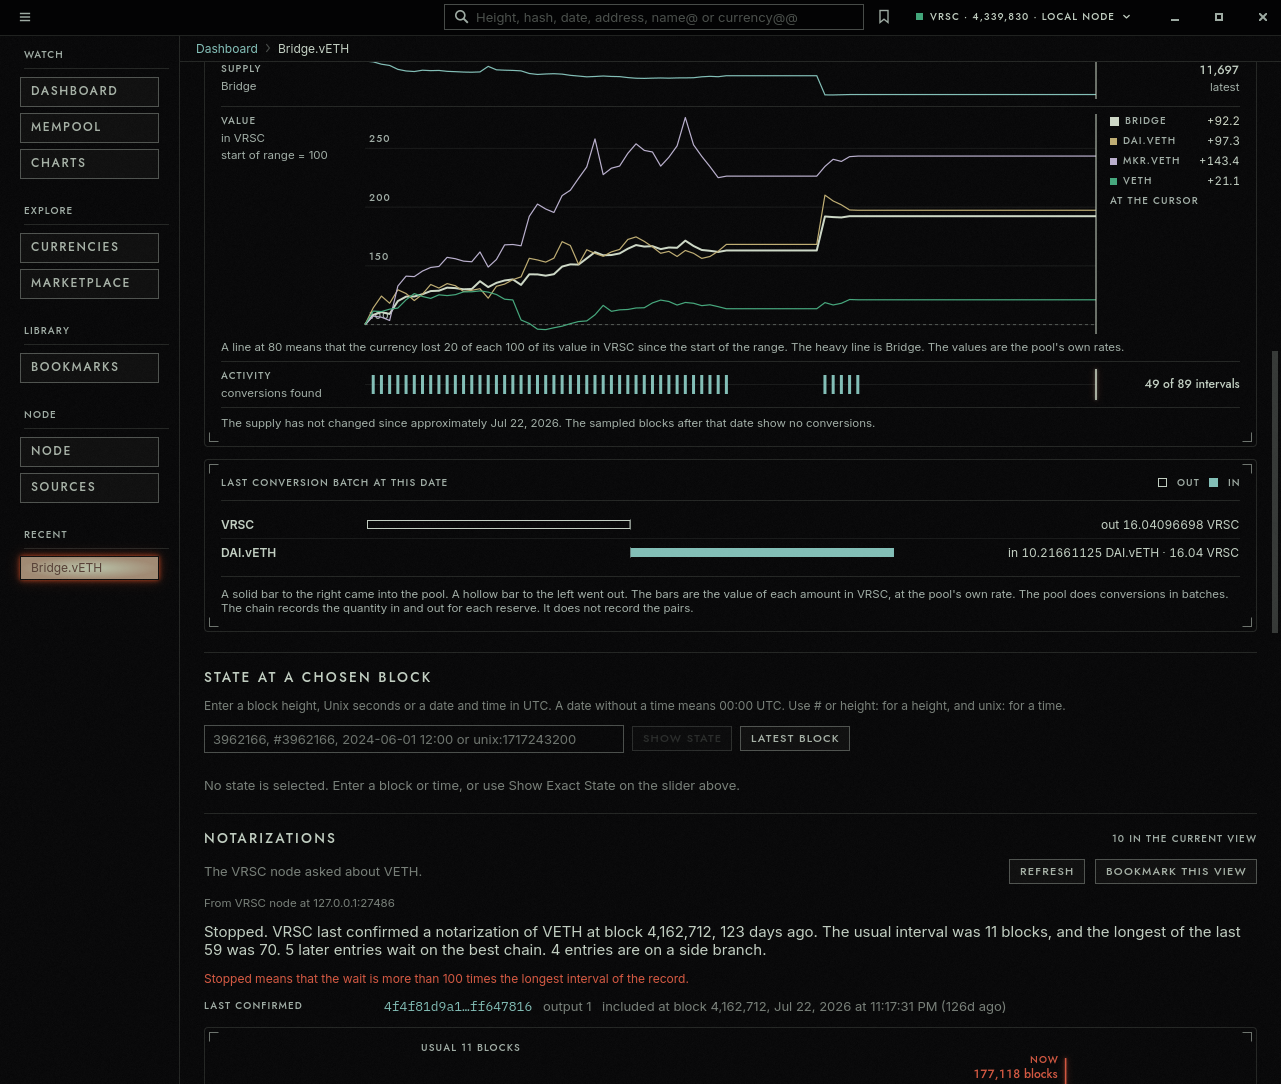 Height, hash, date, address, name@ or currency@@
VRSC · 4,339,830 · LOCAL NODE
WATCH
DASHBOARD
MEMPOOL
CHARTS
EXPLORE
CURRENCIES
MARKETPLACE
LIBRARY
BOOKMARKS
NODE
NODE
SOURCES
RECENT
Bridge.vETH
Dashboard > Bridge.vETH
SUPPLY
Bridge
11,697
latest
VALUE
in VRSC
start of range = 100
250
200
150
BRIDGE +92.2
DAI.VETH +97.3
MKR.VETH +143.4
VETH +21.1
AT THE CURSOR
A line at 80 means that the currency lost 20 of each 100 of its value in VRSC since the start of the range. The heavy line is Bridge. The values are the pool's own rates.
ACTIVITY
conversions found
49 of 89 intervals
The supply has not changed since approximately Jul 22, 2026. The sampled blocks after that date show no conversions.
LAST CONVERSION BATCH AT THIS DATE
OUT IN
VRSC
out 16.04096698 VRSC
DAI.vETH
in 10.21661125 DAI.vETH · 16.04 VRSC
A solid bar to the right came into the pool. A hollow bar to the left went out. The bars are the value of each amount in VRSC, at the pool's own rate. The pool does conversions in batches.
The chain records the quantity in and out for each reserve. It does not record the pairs.
STATE AT A CHOSEN BLOCK
Enter a block height, Unix seconds or a date and time in UTC. A date without a time means 00:00 UTC. Use # or height: for a height, and unix: for a time.
3962166, #3962166, 2024-06-01 12:00 or unix:1717243200
SHOW STATE
LATEST BLOCK
No state is selected. Enter a block or time, or use Show Exact State on the slider above.
NOTARIZATIONS
10 IN THE CURRENT VIEW
The VRSC node asked about VETH.
REFRESH
BOOKMARK THIS VIEW
From VRSC node at 127.0.0.1:27486
Stopped. VRSC last confirmed a notarization of VETH at block 4,162,712, 123 days ago. The usual interval was 11 blocks, and the longest of the last
59 was 70. 5 later entries wait on the best chain. 4 entries are on a side branch.
Stopped means that the wait is more than 100 times the longest interval of the record.
LAST CONFIRMED
4f4f81d9a1…ff647816 output 1 included at block 4,162,712, Jul 22, 2026 at 11:17:31 PM (126d ago)
USUAL 11 BLOCKS
NOW
177,118 blocks